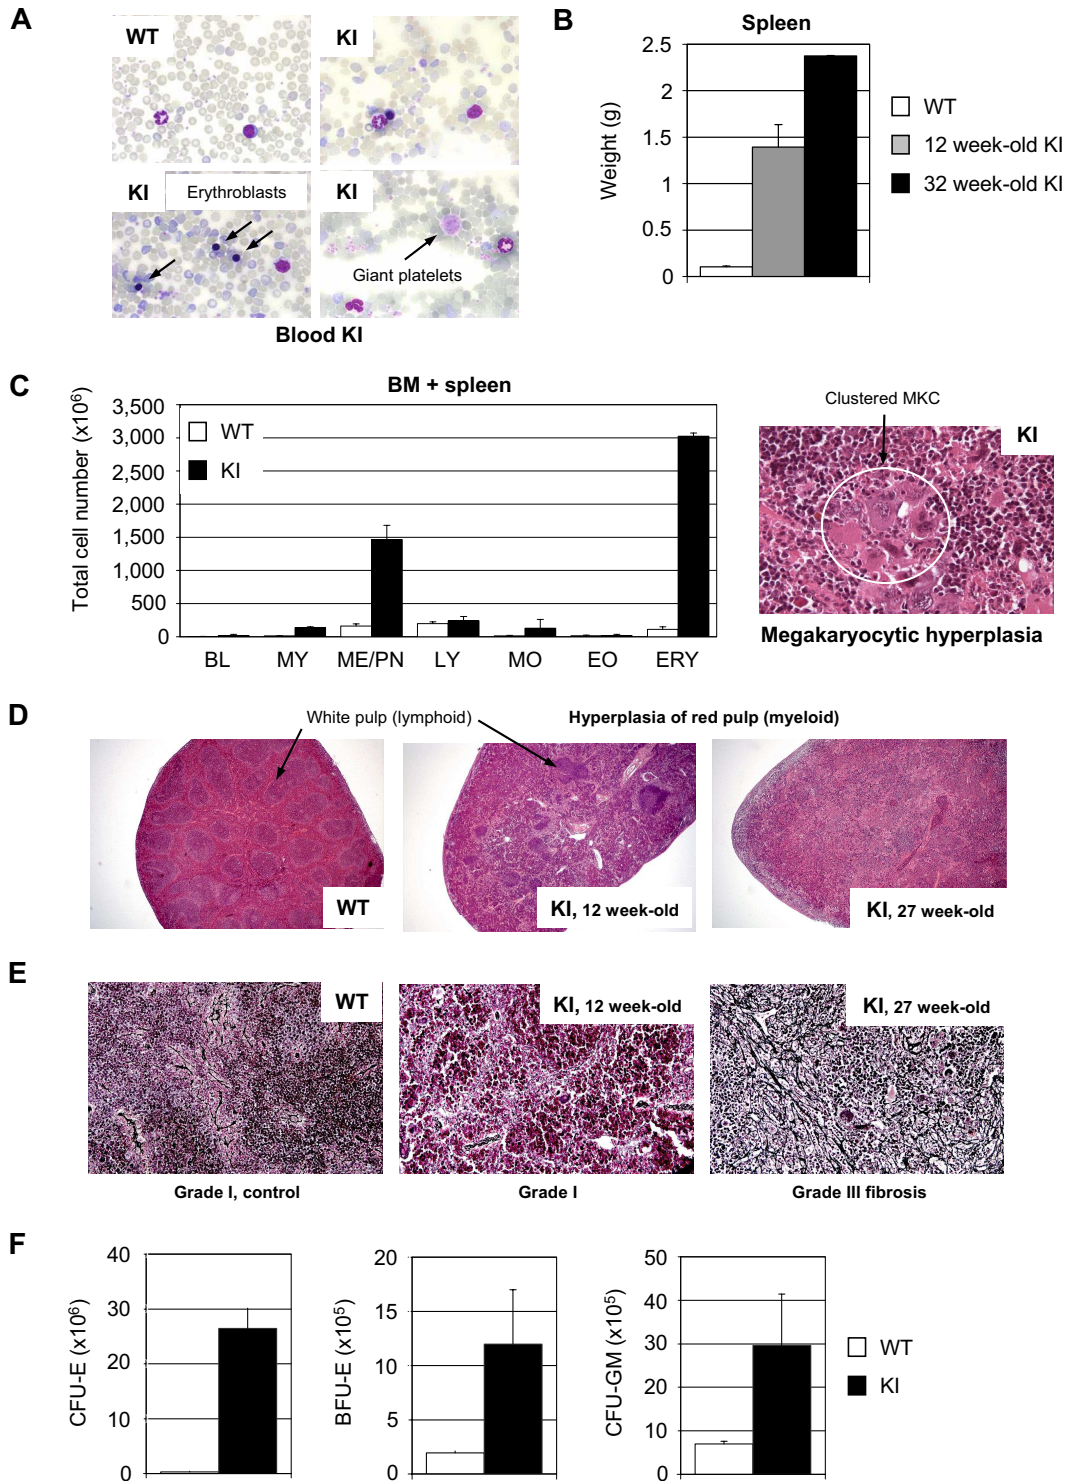 A
WT
KI
KI
Erythroblasts
KI
Giant platelets
Blood KI
B
Spleen
Weight (g)
2.5
2
1.5
1
0.5
0
WT
12 week-old KI
32 week-old KI
C
BM + spleen
Total cell number (x10⁶)
3,500
3,000
2,500
2,000
1,500
1,000
500
0
WT
KI
BL MY ME/PN LY MO EO ERY
Clustered MKC
KI
Megakaryocytic hyperplasia
D
White pulp (lymphoid)
Hyperplasia of red pulp (myeloid)
WT
KI, 12 week-old
KI, 27 week-old
E
WT
KI, 12 week-old
KI, 27 week-old
Grade I, control
Grade I
Grade III fibrosis
F
CFU-E (x10⁶)
40
30
20
10
0
BFU-E (x10⁵)
20
15
10
5
0
CFU-GM (x10⁵)
50
40
30
20
10
0
WT
KI